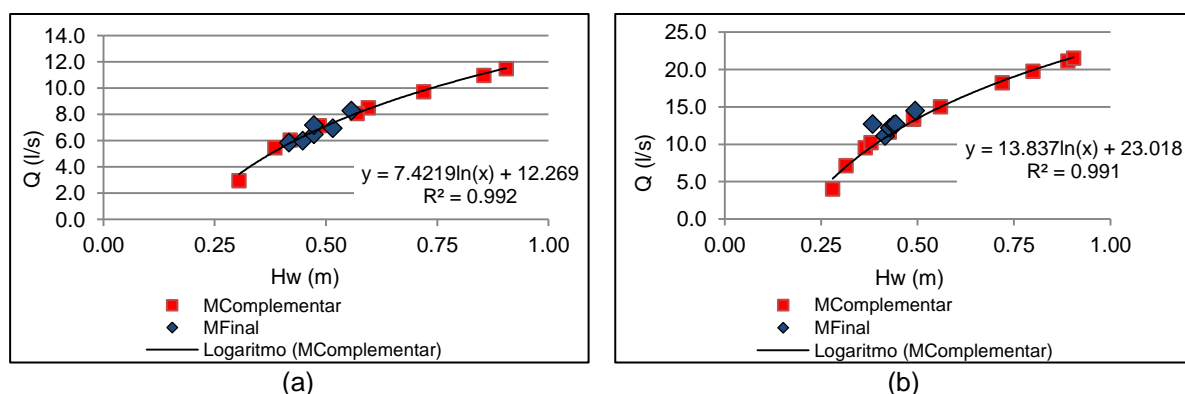 Q (l/s)
14.0
12.0
10.0
8.0
6.0
4.0
2.0
0.0
y = 7.4219ln(x) + 12.269
R² = 0.992
0.00 0.25 0.50 0.75 1.00
Hw (m)
MComplementar
MFinal
Logaritmo (MComplementar)
(a)
Q (l/s)
25.0
20.0
15.0
10.0
5.0
0.0
y = 13.837ln(x) + 23.018
R² = 0.991
0.00 0.25 0.50 0.75 1.00
Hw (m)
MComplementar
MFinal
Logaritmo (MComplementar)
(b)